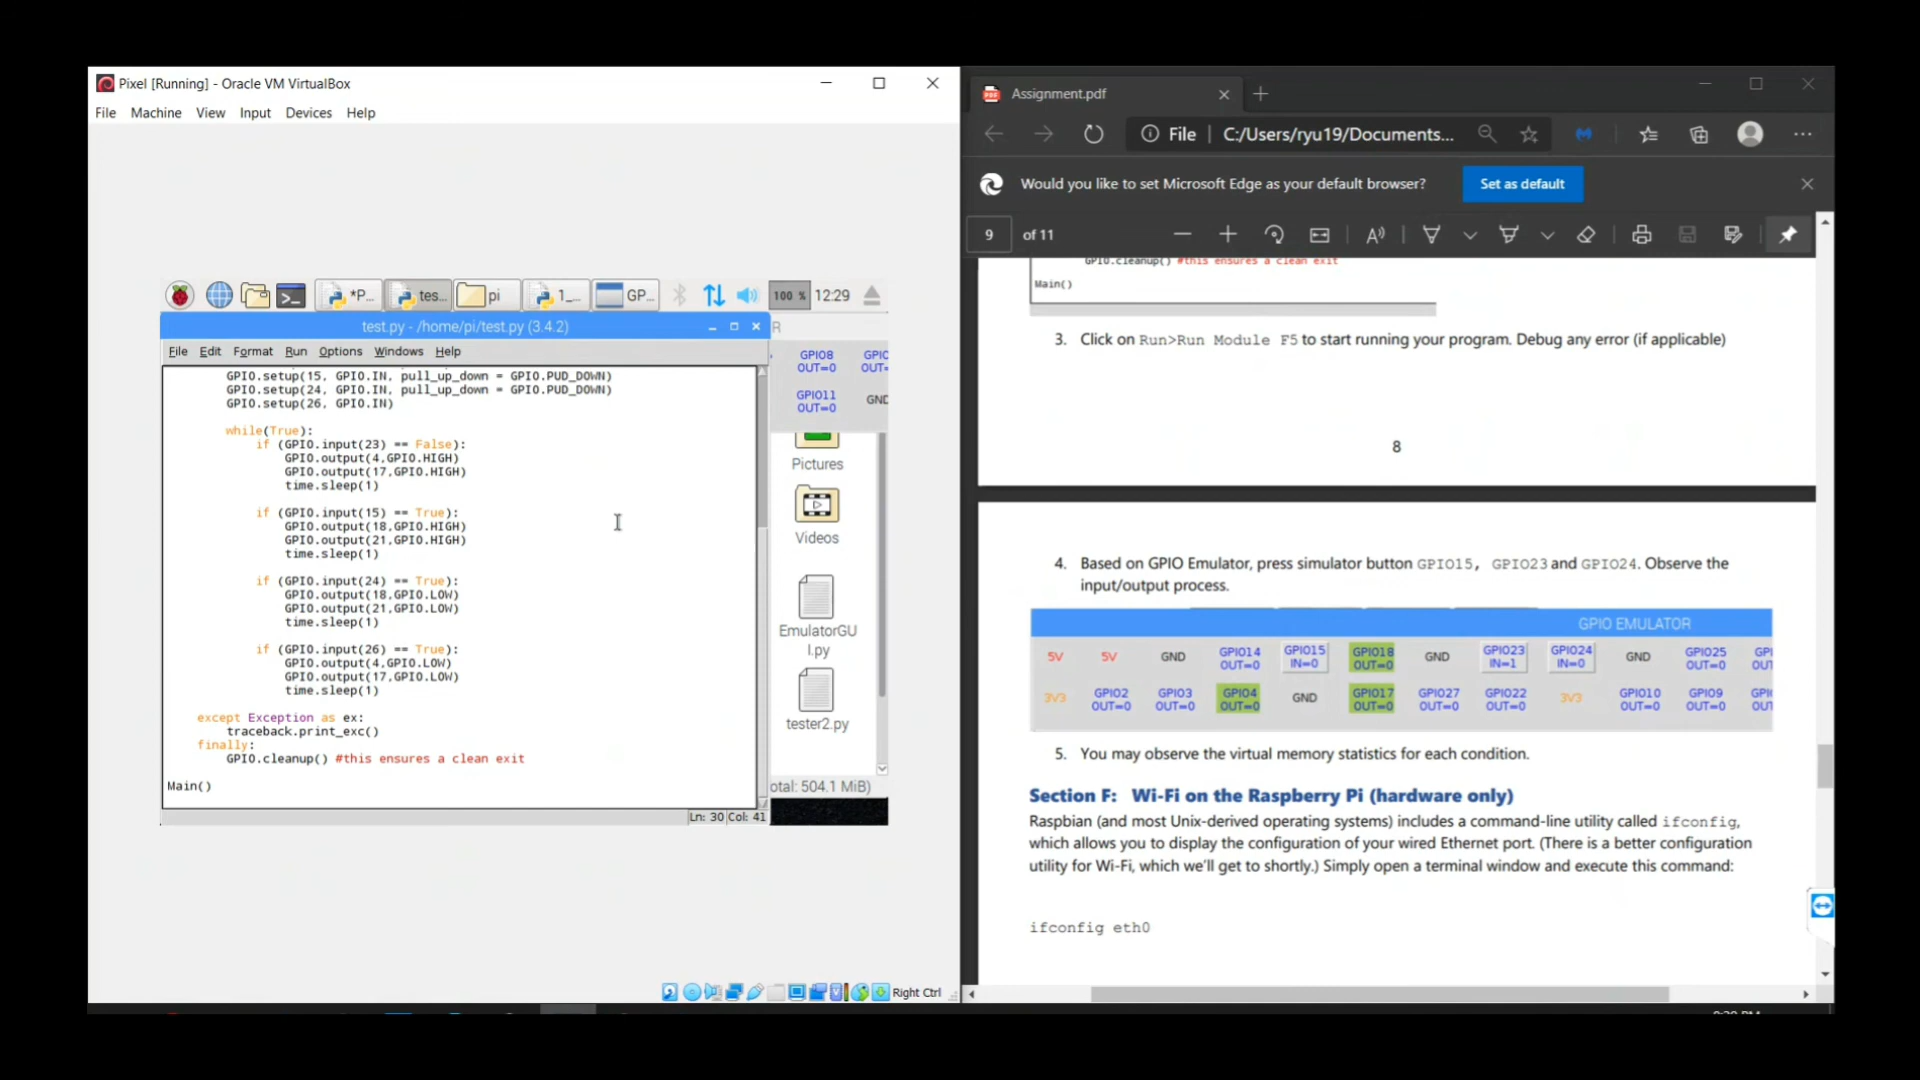 Pixel [Running] - Oracle VM VirtualBox
File Machine View Input Devices Help
*P... tes... pi 1_... GP... 100 % 12:29
test.py - /home/pi/test.py (3.4.2)
File Edit Format Run Options Windows Help
GPIO.setup(15, GPIO.IN, pull_up_down = GPIO.PUD_DOWN)
GPIO.setup(24, GPIO.IN, pull_up_down = GPIO.PUD_DOWN)
GPIO.setup(26, GPIO.IN)
while(True):
if (GPIO.input(23) == False):
GPIO.output(4,GPIO.HIGH)
GPIO.output(17,GPIO.HIGH)
time.sleep(1)
if (GPIO.input(15) == True):
GPIO.output(18,GPIO.HIGH)
GPIO.output(21,GPIO.HIGH)
time.sleep(1)
if (GPIO.input(24) == True):
GPIO.output(18,GPIO.LOW)
GPIO.output(21,GPIO.LOW)
time.sleep(1)
if (GPIO.input(26) == True):
GPIO.output(4,GPIO.LOW)
GPIO.output(17,GPIO.LOW)
time.sleep(1)
except Exception as ex:
traceback.print_exc()
finally:
GPIO.cleanup() #this ensures a clean exit
Main()
Ln: 30 Col: 41
R
GPIO8 GPIC
OUT=0 OUT=
GPIO11 GND
OUT=0
Pictures
Videos
EmulatorGU
I.py
tester2.py
otal: 504.1 MiB)
Right Ctrl
Assignment.pdf
File C:/Users/ryu19/Documents...
Would you like to set Microsoft Edge as your default browser? Set as default
9 of 11
GPIO.cleanup() #this ensures a clean exit
Main()
3. Click on Run>Run Module F5 to start running your program. Debug any error (if applicable)
8
4. Based on GPIO Emulator, press simulator button GPIO15, GPIO23 and GPIO24. Observe the
input/output process.
GPIO EMULATOR
5V 5V GND GPIO14 GPIO15 GPIO18 GND GPIO23 GPIO24 GND GPIO25 GP
OUT=0 IN=0 OUT=0 IN=1 IN=0 OUT=0 OU
3V3 GPIO2 GPIO3 GPIO4 GND GPIO17 GPIO27 GPIO22 3V3 GPIO10 GPIO9 GPI
OUT=0 OUT=0 OUT=0 OUT=0 OUT=0 OUT=0 OUT=0 OUT=0 OU
5. You may observe the virtual memory statistics for each condition.
Section F: Wi-Fi on the Raspberry Pi (hardware only)
Raspbian (and most Unix-derived operating systems) includes a command-line utility called ifconfig,
which allows you to display the configuration of your wired Ethernet port. (There is a better configuration
utility for Wi-Fi, which we'll get to shortly.) Simply open a terminal window and execute this command:
ifconfig eth0